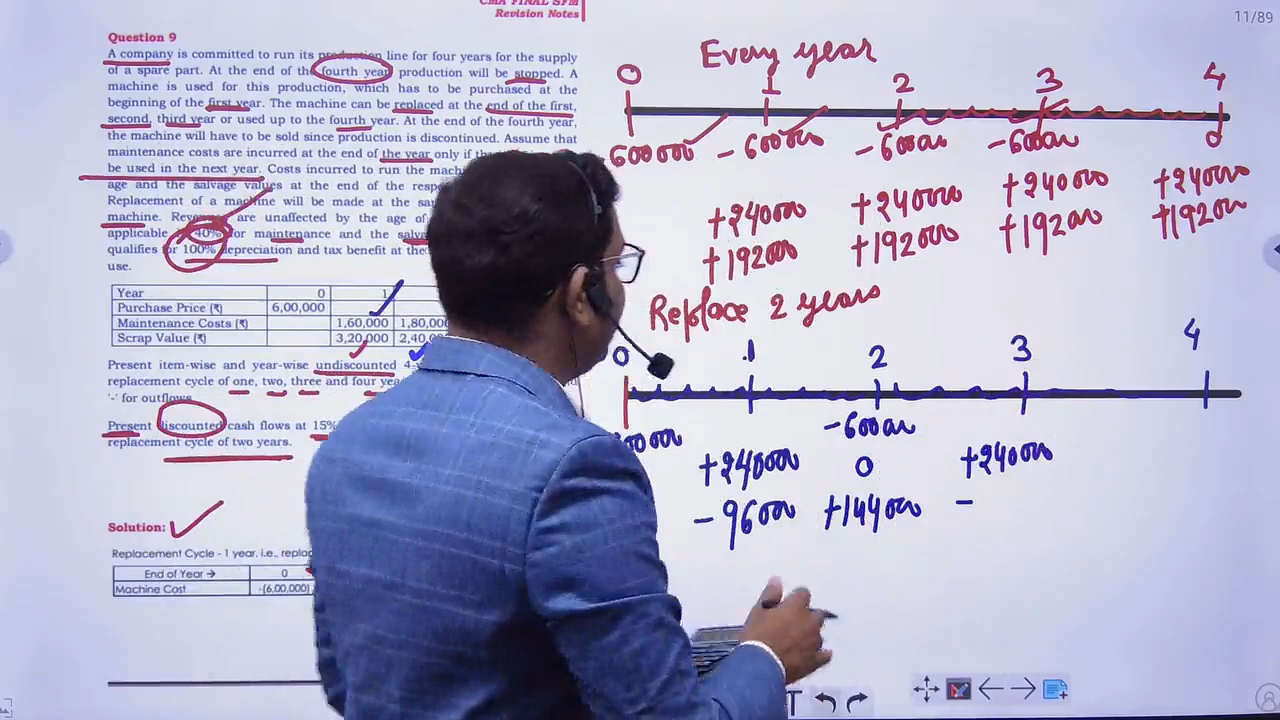 CMA FINAL SFM
Revision Notes
11/89
Question 9
A company is committed to run its production line for four years for the supply
of a spare part. At the end of the fourth year production will be stopped. A
machine is used for this production, which has to be purchased at the
beginning of the first year. The machine can be replaced at the end of the first,
second, third year or used up to the fourth year. At the end of the fourth year,
the machine will have to be sold since production is discontinued. Assume that
maintenance costs are incurred at the end of the year only if the
be used in the next year. Costs incurred to run the
age and the salvage values at the end of the
Replacement of a machine will be made at the
machine. Revenues are unaffected by the age of
applicable is 40% for maintenance and the
qualifies for 100% depreciation and tax benefit at the
use.
Year 0 1
Purchase Price (₹) 6,00,000
Maintenance Costs (₹) 1,60,000 1,80,000
Scrap Value (₹) 3,20,000
Present item-wise and year-wise undiscounted
replacement cycle of one, two, three and four
'-' for outflows.
Present discounted cash flows at 15%
replacement cycle of two years.
Solution:
Replacement Cycle - 1 year, i.e.,
End of Year → 0
Machine Cost -(6,00,000)
Every year
0 1 2 3 4
600000 -600000 -600000 -600000
+240000 +240000 +240000 +240000
+192000 +192000 +192000 +192000
Replace 2 years
0 1 2 3 4
-600000
+240000 0 +240000
-96000 +144000 -